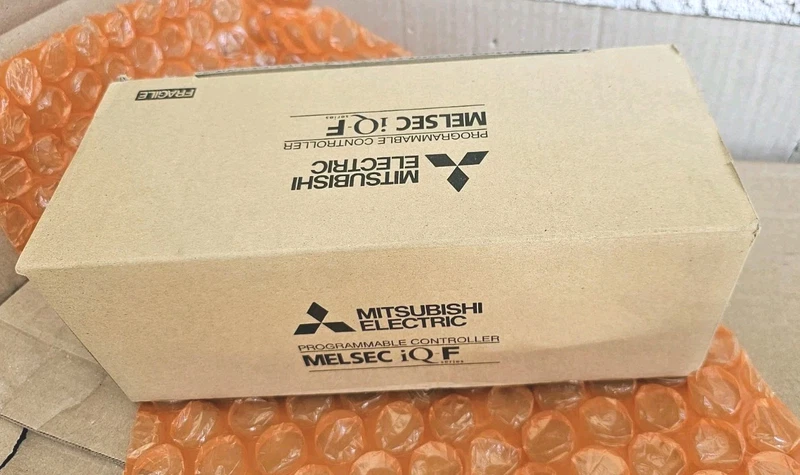 FRAGILE
MELSEC iQ-F
series
PROGRAMMABLE CONTROLLER
MITSUBISHI
ELECTRIC
MITSUBISHI
ELECTRIC
PROGRAMMABLE CONTROLLER
MELSEC iQ-F
series